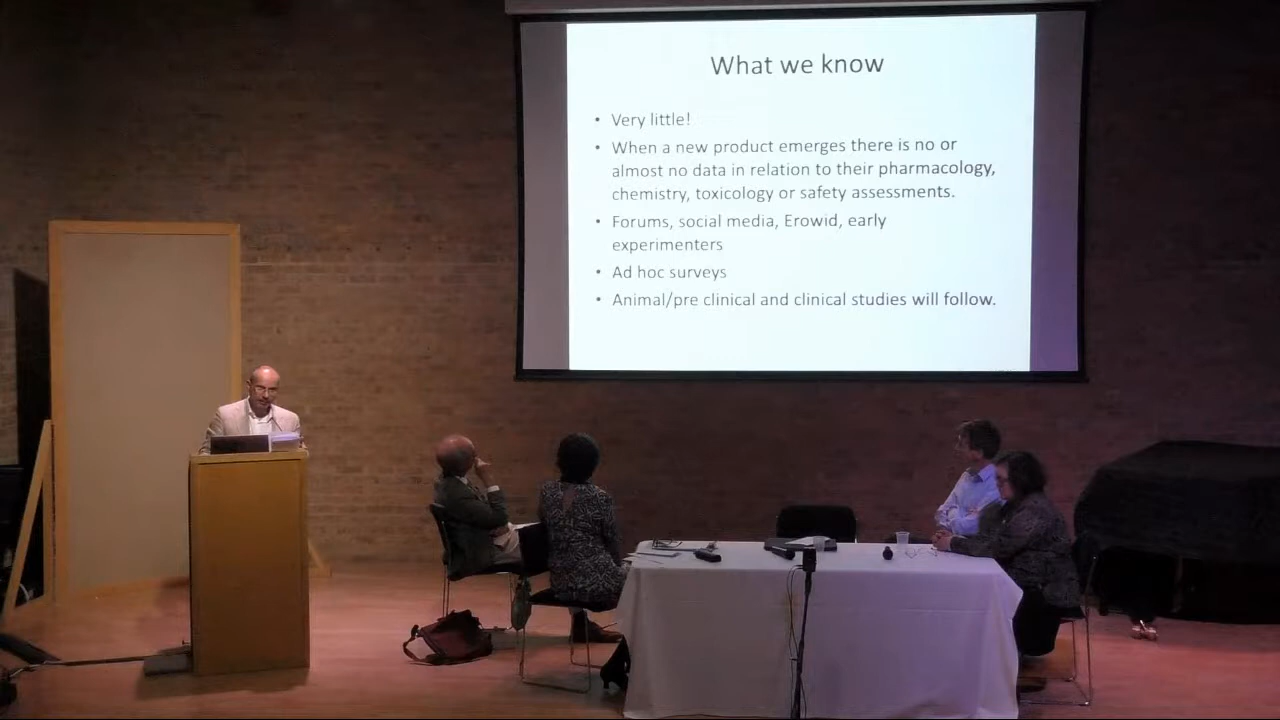 What we know
• Very little!
• When a new product emerges there is no or
almost no data in relation to their pharmacology,
chemistry, toxicology or safety assessments.
• Forums, social media, Erowid, early
experimenters
• Ad hoc surveys
• Animal/pre clinical and clinical studies will follow.